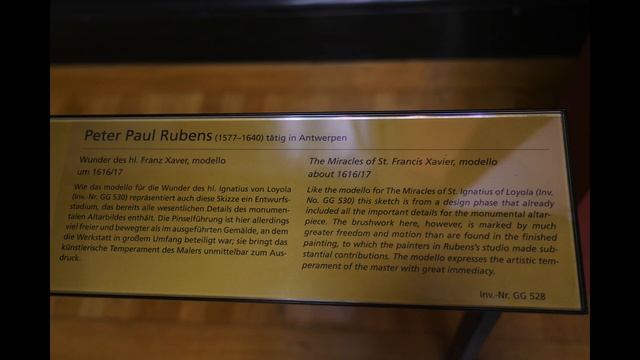 Peter Paul Rubens (1577–1640) tätig in Antwerpen
Wunder des hl. Franz Xaver, modello
um 1616/17
Wie das modello für die Wunder des hl. Ignatius von Loyola
(Inv. Nr. GG 530) repräsentiert auch diese Skizze ein Entwurfs-
stadium, das bereits alle wesentlichen Details des monumen-
talen Altarbildes enthält. Die Pinselführung ist hier allerdings
viel freier und bewegter als im ausgeführten Gemälde, an dem
die Werkstatt in großem Umfang beteiligt war; sie bringt das
künstlerische Temperament des Malers unmittelbar zum Aus-
druck.
The Miracles of St. Francis Xavier, modello
about 1616/17
Like the modello for The Miracles of St. Ignatius of Loyola (Inv.
No. GG 530) this sketch is from a design phase that already
included all the important details for the monumental altar-
piece. The brushwork here, however, is marked by much
greater freedom and motion than are found in the finished
painting, to which the painters in Rubens's studio made sub-
stantial contributions. The modello expresses the artistic tem-
perament of the master with great immediacy.
Inv.-Nr. GG 528